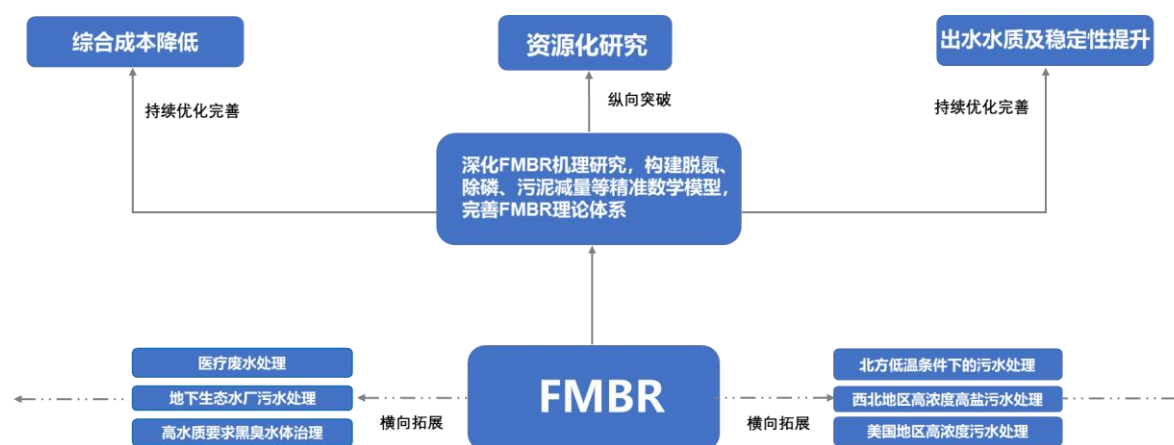 综合成本降低
资源化研究
出水水质及稳定性提升
持续优化完善
纵向突破
持续优化完善
深化FMBR机理研究，构建脱氮、
除磷、污泥减量等精准数学模型，
完善FMBR理论体系
医疗废水处理
地下生态水厂污水处理
高水质要求黑臭水体治理
横向拓展
FMBR
横向拓展
北方低温条件下的污水处理
西北地区高浓度高盐污水处理
美国地区高浓度污水处理